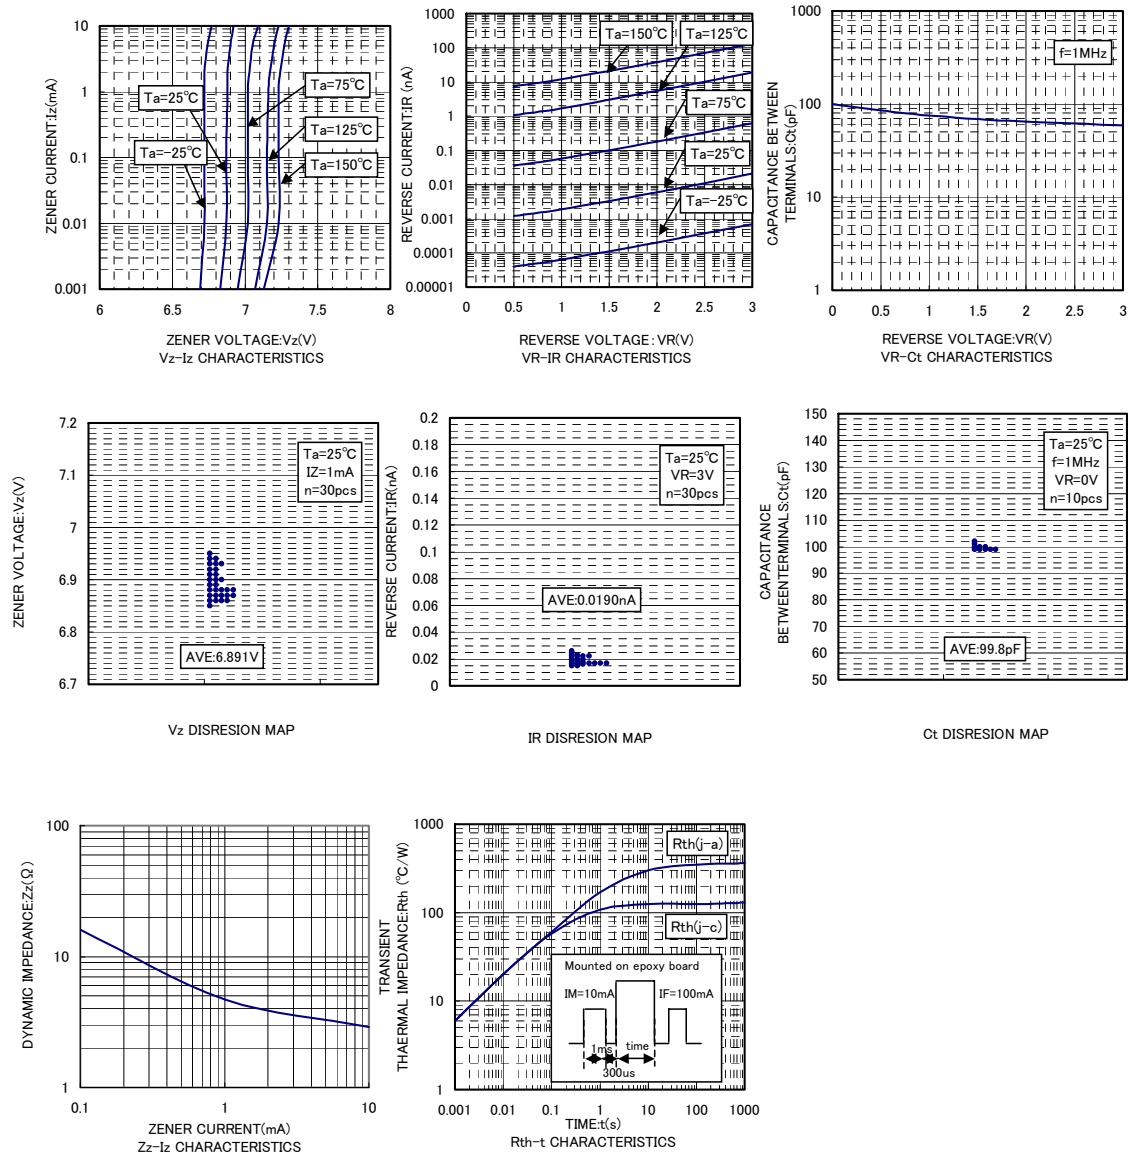 10
1
0.1
0.01
0.001
6
6.5
7
7.5
8
ZENER CURRENT:Iz(mA)
Ta=25℃
Ta=-25℃
Ta=75℃
Ta=125℃
Ta=150℃
ZENER VOLTAGE:Vz(V)
Vz-Iz CHARACTERISTICS
1000
100
10
1
0.1
0.01
0.001
0.0001
0.00001
0
0.5
1
1.5
2
2.5
3
REVERSE CURRENT:IR (nA)
Ta=150℃
Ta=125℃
Ta=75℃
Ta=25℃
Ta=-25℃
REVERSE VOLTAGE:VR(V)
VR-IR CHARACTERISTICS
1000
100
10
1
0
0.5
1
1.5
2
2.5
3
CAPACITANCE BETWEEN
TERMINALS:Ct(pF)
f=1MHz
REVERSE VOLTAGE:VR(V)
VR-Ct CHARACTERISTICS
7.2
7.1
7
6.9
6.8
6.7
ZENER VOLTAGE:Vz(V)
Ta=25℃
IZ=1mA
n=30pcs
AVE:6.891V
Vz DISRESION MAP
0.2
0.18
0.16
0.14
0.12
0.1
0.08
0.06
0.04
0.02
0
REVERSE CURRENT:IR(nA)
Ta=25℃
VR=3V
n=30pcs
AVE:0.0190nA
IR DISRESION MAP
150
140
130
120
110
100
90
80
70
60
50
CAPACITANCE
BETWEENTERMINALS:Ct(pF)
Ta=25℃
f=1MHz
VR=0V
n=10pcs
AVE:99.8pF
Ct DISRESION MAP
100
10
1
0.1
1
10
DYNAMIC IMPEDANCE:Zz(Ω)
ZENER CURRENT(mA)
Zz-Iz CHARACTERISTICS
1000
100
10
1
0.001
0.01
0.1
1
10
100
1000
TRANSIENT
THAERMAL IMPEDANCE:Rth (℃/W)
Rth(j-a)
Rth(j-c)
Mounted on epoxy board
IM=10mA
IF=100mA
1ms
time
300us
TIME:t(s)
Rth-t CHARACTERISTICS